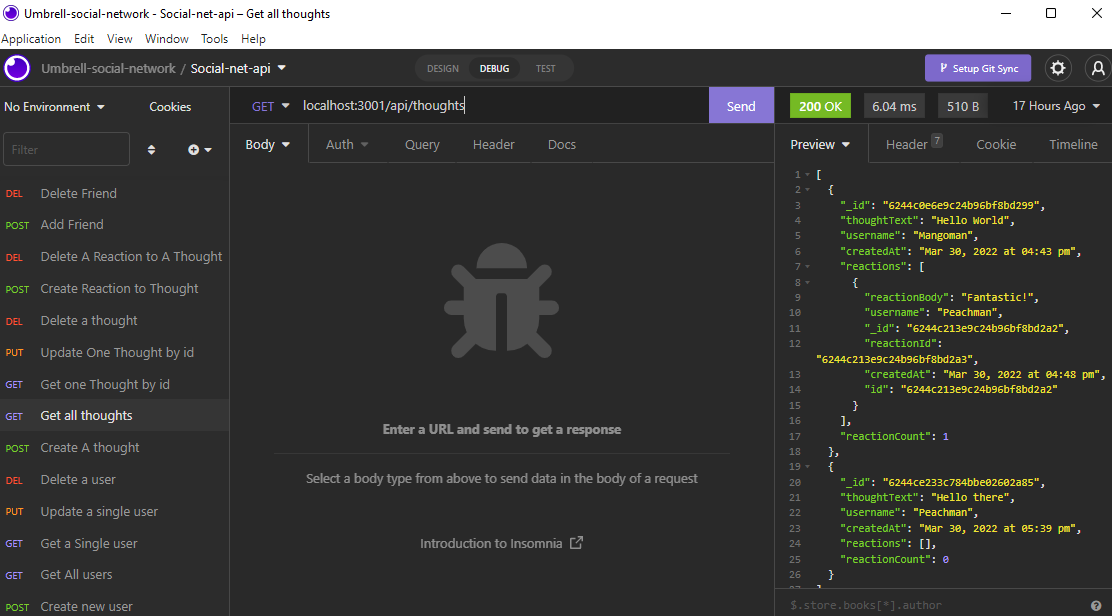 Umbrell-social-network - Social-net-api – Get all thoughts
Application Edit View Window Tools Help
Umbrell-social-network / Social-net-api
DESIGN DEBUG TEST
Setup Git Sync
No Environment Cookies
Filter
DEL Delete Friend
POST Add Friend
DEL Delete A Reaction to A Thought
POST Create Reaction to Thought
DEL Delete a thought
PUT Update One Thought by id
GET Get one Thought by id
GET Get all thoughts
POST Create A thought
DEL Delete a user
PUT Update a single user
GET Get a Single user
GET Get All users
POST Create new user
GET localhost:3001/api/thoughts Send
Body Auth Query Header Docs
Enter a URL and send to get a response
Select a body type from above to send data in the body of a request
Introduction to Insomnia
200 OK 6.04 ms 510 B 17 Hours Ago
Preview Header 7 Cookie Timeline
1 [
2 {
3 "_id": "6244c0e6e9c24b96bf8bd299",
4 "thoughtText": "Hello World",
5 "username": "Mangoman",
6 "createdAt": "Mar 30, 2022 at 04:43 pm",
7 "reactions": [
8 {
9 "reactionBody": "Fantastic!",
10 "username": "Peachman",
11 "_id": "6244c213e9c24b96bf8bd2a2",
12 "reactionId":
"6244c213e9c24b96bf8bd2a3",
13 "createdAt": "Mar 30, 2022 at 04:48 pm",
14 "id": "6244c213e9c24b96bf8bd2a2"
15 }
16 ],
17 "reactionCount": 1
18 },
19 {
20 "_id": "6244ce233c784bbe02602a85",
21 "thoughtText": "Hello there",
22 "username": "Peachman",
23 "createdAt": "Mar 30, 2022 at 05:39 pm",
24 "reactions": [],
25 "reactionCount": 0
26 }
$.store.books[*].author